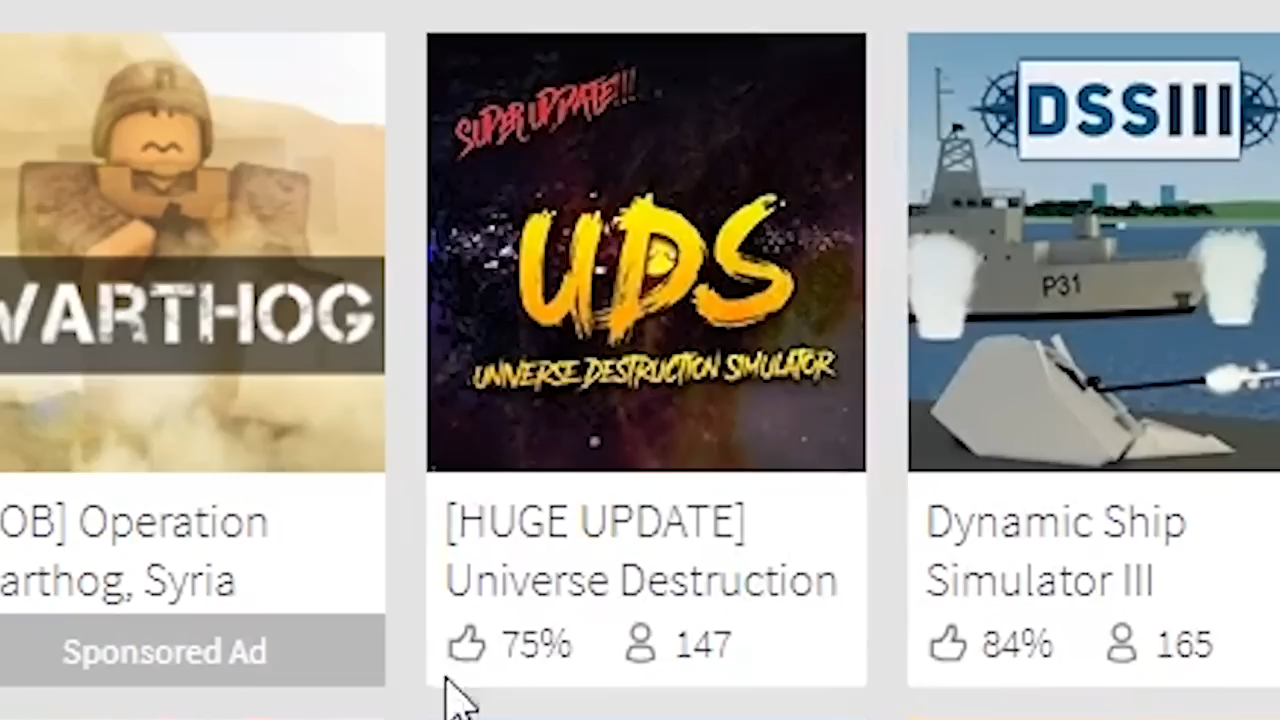 VARTHOG
OB] Operation
arthog, Syria
Sponsored Ad
SUPER UPDATE!!!
UDS
UNIVERSE DESTRUCTION SIMULATOR
[HUGE UPDATE]
Universe Destruction
75% 147
DSSIII
P31
Dynamic Ship
Simulator III
84% 165